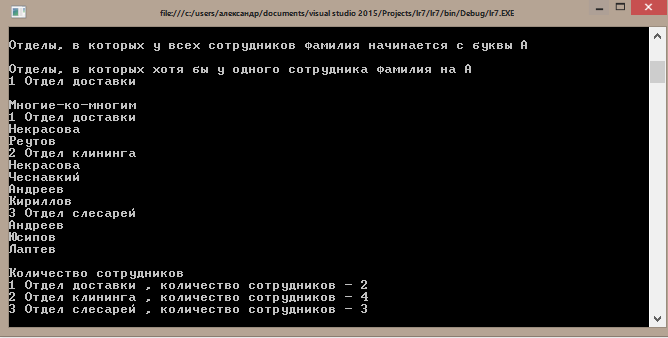 file:///c:/users/александр/documents/visual studio 2015/Projects/lr7/lr7/bin/Debug/lr7.EXE
Отделы, в которых у всех сотрудников фамилия начинается с буквы А
Отделы, в которых хотя бы у одного сотрудника фамилия на А
1 Отдел доставки
Многие-ко-многим
1 Отдел доставки
Некрасова
Реутов
2 Отдел клининга
Некрасова
Чеснавкий
Андреев
Кириллов
3 Отдел слесарей
Андреев
Юсипов
Лаптев
Количество сотрудников
1 Отдел доставки , количество сотрудников - 2
2 Отдел клининга , количество сотрудников - 4
3 Отдел слесарей , количество сотрудников - 3